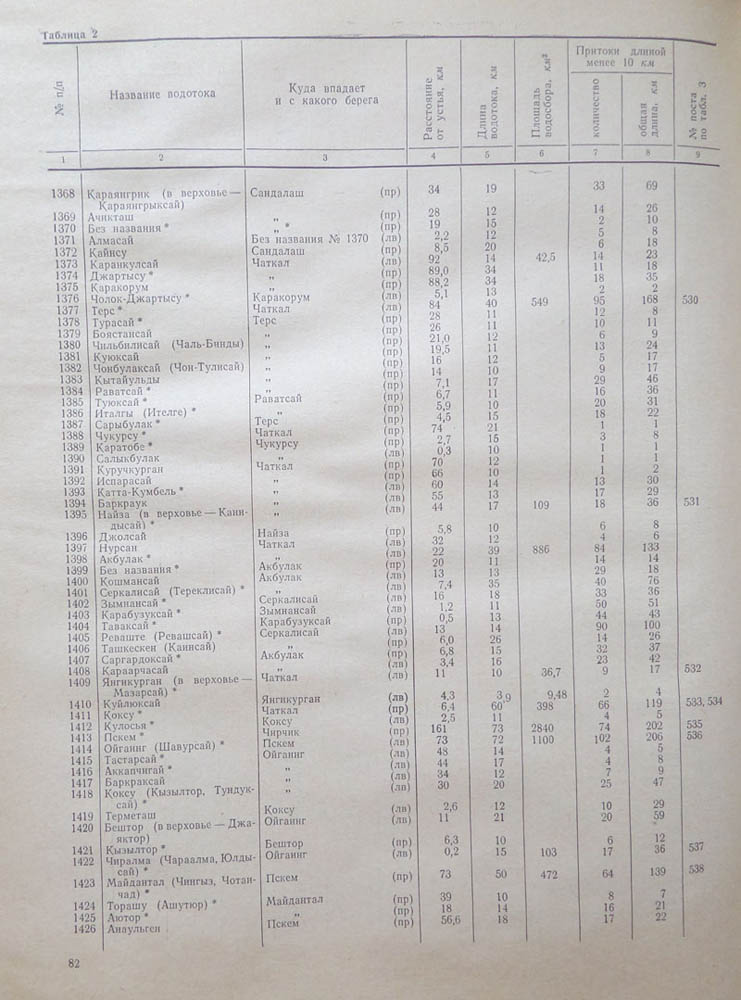 Таблица 2
№ п/п
Название водотока
Куда впадает
и с какого берега
Расстояние
от устья, км
Длина
водотока, км
Площадь
водосбора, км²
Притоки длиной
менее 10 км
количество
общая
длина, км
№ поста
по табл. 3
1 2 3 4 5 6 7 8 9
1368 Караянгрик (в верховье — Сандалаш (пр) 34 19 33 69
Караянгрыксай)
1369 Ачикташ „ (пр) 28 12 14 26
1370 Без названия * „ * (пр) 19 15 2 10
1371 Алмасай Без названия № 1370 (лв) 2,2 12 5 8
1372 Қайнсу Сандалаш (пр) 8,5 20 6 18
1373 Каранкулсай Чаткал (лв) 92 14 42,5 14 23
1374 Джартысу * „ (пр) 89,0 34 11 18
1375 Каракорум „ (пр) 88,2 34 18 35
1376 Чолок-Джартысу * Каракорум (лв) 5,1 13 2 2
1377 Терс * Чаткал (лв) 84 40 549 95 168 530
1378 Турасай * Терс (пр) 28 11 12 8
1379 Боястансай „ (пр) 26 11 10 11
1380 Чильбилисай (Чаль-Бинды) „ (пр) 21,0 12 6 9
1381 Куюксай „ (пр) 19,5 11 13 24
1382 Чонбулаксай (Чон-Тулисай) „ (пр) 16 12 5 17
1383 Кытайульды „ (пр) 14 10 9 17
1384 Раватсай * „ (пр) 7,1 17 29 46
1385 Туюксай * Раватсай (пр) 6,7 11 16 36
1386 Италгы (Ителге) * „ (пр) 5,9 10 20 31
1387 Сарыбулак * Терс (пр) 4,5 15 18 22
1388 Чукурсу * Чаткал (пр) 74 21 1 1
1389 Каратобе * Чукурсу (пр) 2,7 15 3 8
1390 Салыкбулак „ (лв) 0,3 10 1 1
1391 Куручкурган Чаткал (пр) 70 12 1 1
1392 Испарасай „ (пр) 66 10 1 2
1393 Катта-Кумбель * „ (лв) 60 14 13 30
1394 Баркраук „ (лв) 55 13 17 29
1395 Найза (в верховье — Канн- „ (лв) 44 17 109 18 36 531
дысай) *
1396 Джолсай Найза (пр) 5,8 10 6 8
1397 Нурсан Чаткал (лв) 32 12 4 6
1398 Акбулак * „ (лв) 22 39 886 84 133
1399 Без названия * Акбулак (пр) 20 11 14 14
1400 Кошмансай Акбулак (лв) 13 13 29 18
1401 Серкалисай (Тереклисай) * „ (лв) 7,4 35 40 76
1402 Зымнансай * Серкалисай (лв) 16 18 33 36
1403 Карабузуксай * Зымнансай (лв) 1,2 11 50 51
1404 Таваксай * Карабузуксай (пр) 0,5 13 44 43
1405 Реваште (Ревашсай) * Серкалисай (лв) 13 14 90 100
1406 Ташкескен (Каинсай) „ (пр) 6,0 26 14 26
1407 Саргардоксай * Акбулак (пр) 6,8 15 32 37
1408 Караарчасай „ (лв) 3,4 16 23 42
1409 Янгикурган (в верховье — Чаткал (лв) 11 10 36,7 9 17 532
Мазарсай) *
1410 Куйлюксай Янгикурган (лв) 4,3 3,9 9,48 2 4
1411 Коксу * Чаткал (пр) 6,4 60 398 66 119 533, 534
1412 Кулосья * Коксу (лв) 2,5 11 4 5
1413 Пскем * Чирчик (пр) 161 73 2840 74 202 535
1414 Ойгаинг (Шавурсай) * Пскем (лв) 73 72 1100 102 206 536
1415 Тастарсай * Ойгаинг (лв) 48 14 4 5
1416 Аккапчигай * „ (лв) 44 17 4 8
1417 Баркраксай „ (лв) 34 12 7 9
1418 Қоксу (Кызылтор, Тундук- „ (лв) 30 20 25 47
сай) *
1419 Терметаш Коксу (лв) 2,6 12 10 29
1420 Бештор (в верховье — Джа- Ойгаинг (лв) 11 21 20 59
яктор)
1421 Кызылтор * Бештор (пр) 6,3 10 6 12
1422 Чиралма (Чараалма, Юлды- Ойгаинг (лв) 0,2 15 103 17 36 537
сай) *
1423 Майдантал (Чингыз, Чотан- Пскем (пр) 73 50 472 64 139 538
чад) *
1424 Торашу (Ашутюр) * Майдантал (пр) 39 10 8 7
1425 Аютор * „ (пр) 18 14 16 21
1426 Анаульген Пскем (пр) 56,6 18 17 22
82